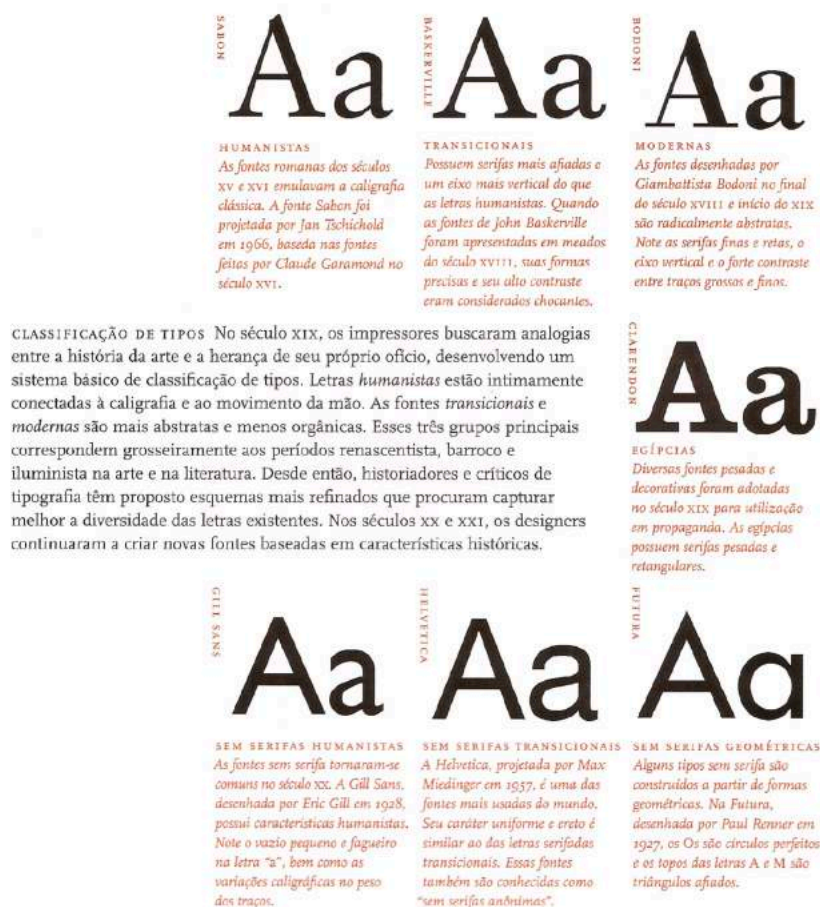 SABON
Aa
HUMANISTAS
As fontes romanas dos séculos
XV e XVI emulavam a caligrafia
clássica. A fonte Sabon foi
projetada por Jan Tschichold
em 1966, baseda nas fontes
feitas por Claude Garamond no
século XVI.
BASKERVILLE
Aa
TRANSICIONAIS
Possuem serifas mais afiadas e
um eixo mais vertical do que
as letras humanistas. Quando
as fontes de John Baskerville
foram apresentadas em meados
do século XVIII, suas formas
precisas e seu alto contraste
eram considerados chocantes.
BODONI
Aa
MODERNAS
As fontes desenhadas por
Giambattista Bodoni no final
do século XVIII e início do XIX
são radicalmente abstratas.
Note as serifas finas e retas, o
eixo vertical e o forte contraste
entre traços grossos e finos.
CLASSIFICAÇÃO DE TIPOS No século XIX, os impressores buscaram analogias
entre a história da arte e a herança de seu próprio ofício, desenvolvendo um
sistema básico de classificação de tipos. Letras humanistas estão intimamente
conectadas à caligrafia e ao movimento da mão. As fontes transicionais e
modernas são mais abstratas e menos orgânicas. Esses três grupos principais
correspondem grosseiramente aos períodos renascentista, barroco e
iluminista na arte e na literatura. Desde então, historiadores e críticos de
tipografia têm proposto esquemas mais refinados que procuram capturar
melhor a diversidade das letras existentes. Nos séculos XX e XXI, os designers
continuaram a criar novas fontes baseadas em características históricas.
CLARENDON
Aa
EGÍPCIAS
Diversas fontes pesadas e
decorativas foram adotadas
no século XIX para utilização
em propaganda. As egípcias
possuem serifas pesadas e
retangulares.
GILL SANS
Aa
SEM SERIFAS HUMANISTAS
As fontes sem serifa tornaram-se
comuns no século XX. A Gill Sans,
desenhada por Eric Gill em 1928,
possui características humanistas.
Note o vazio pequeno e fagueiro
na letra "a", bem como as
variações caligráficas no peso
dos traços.
HELVETICA
Aa
SEM SERIFAS TRANSICIONAIS
A Helvetica, projetada por Max
Miedinger em 1957, é uma das
fontes mais usadas do mundo.
Seu caráter uniforme e ereto é
similar ao das letras serifadas
transicionais. Essas fontes
também são conhecidas como
"sem serifas anônimas".
FUTURA
Aa
SEM SERIFAS GEOMÉTRICAS
Alguns tipos sem serifa são
construídos a partir de formas
geométricas. Na Futura,
desenhada por Paul Renner em
1927, os Os são círculos perfeitos
e os topos das letras A e M são
triângulos afiados.